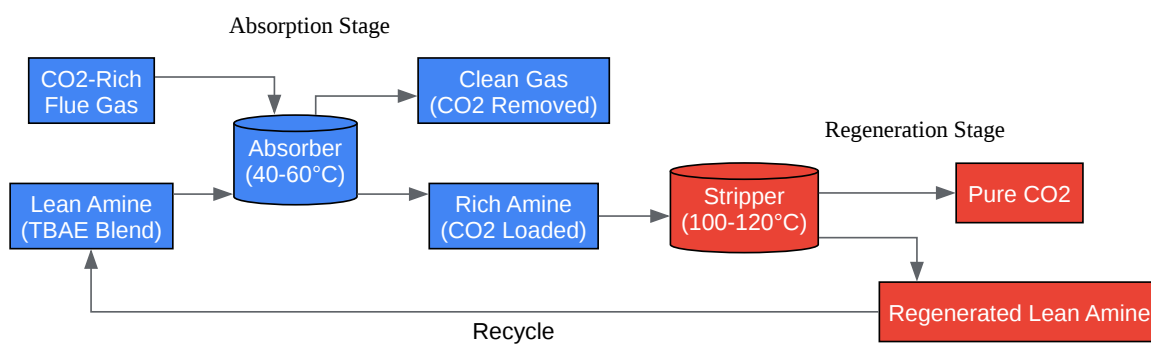 Absorption Stage
CO2-Rich
Flue Gas
Clean Gas
(CO2 Removed)
Regeneration Stage
Absorber
(40-60°C)
Lean Amine
(TBAE Blend)
Rich Amine
(CO2 Loaded)
Stripper
(100-120°C)
Pure CO2
Regenerated Lean Amine
Recycle